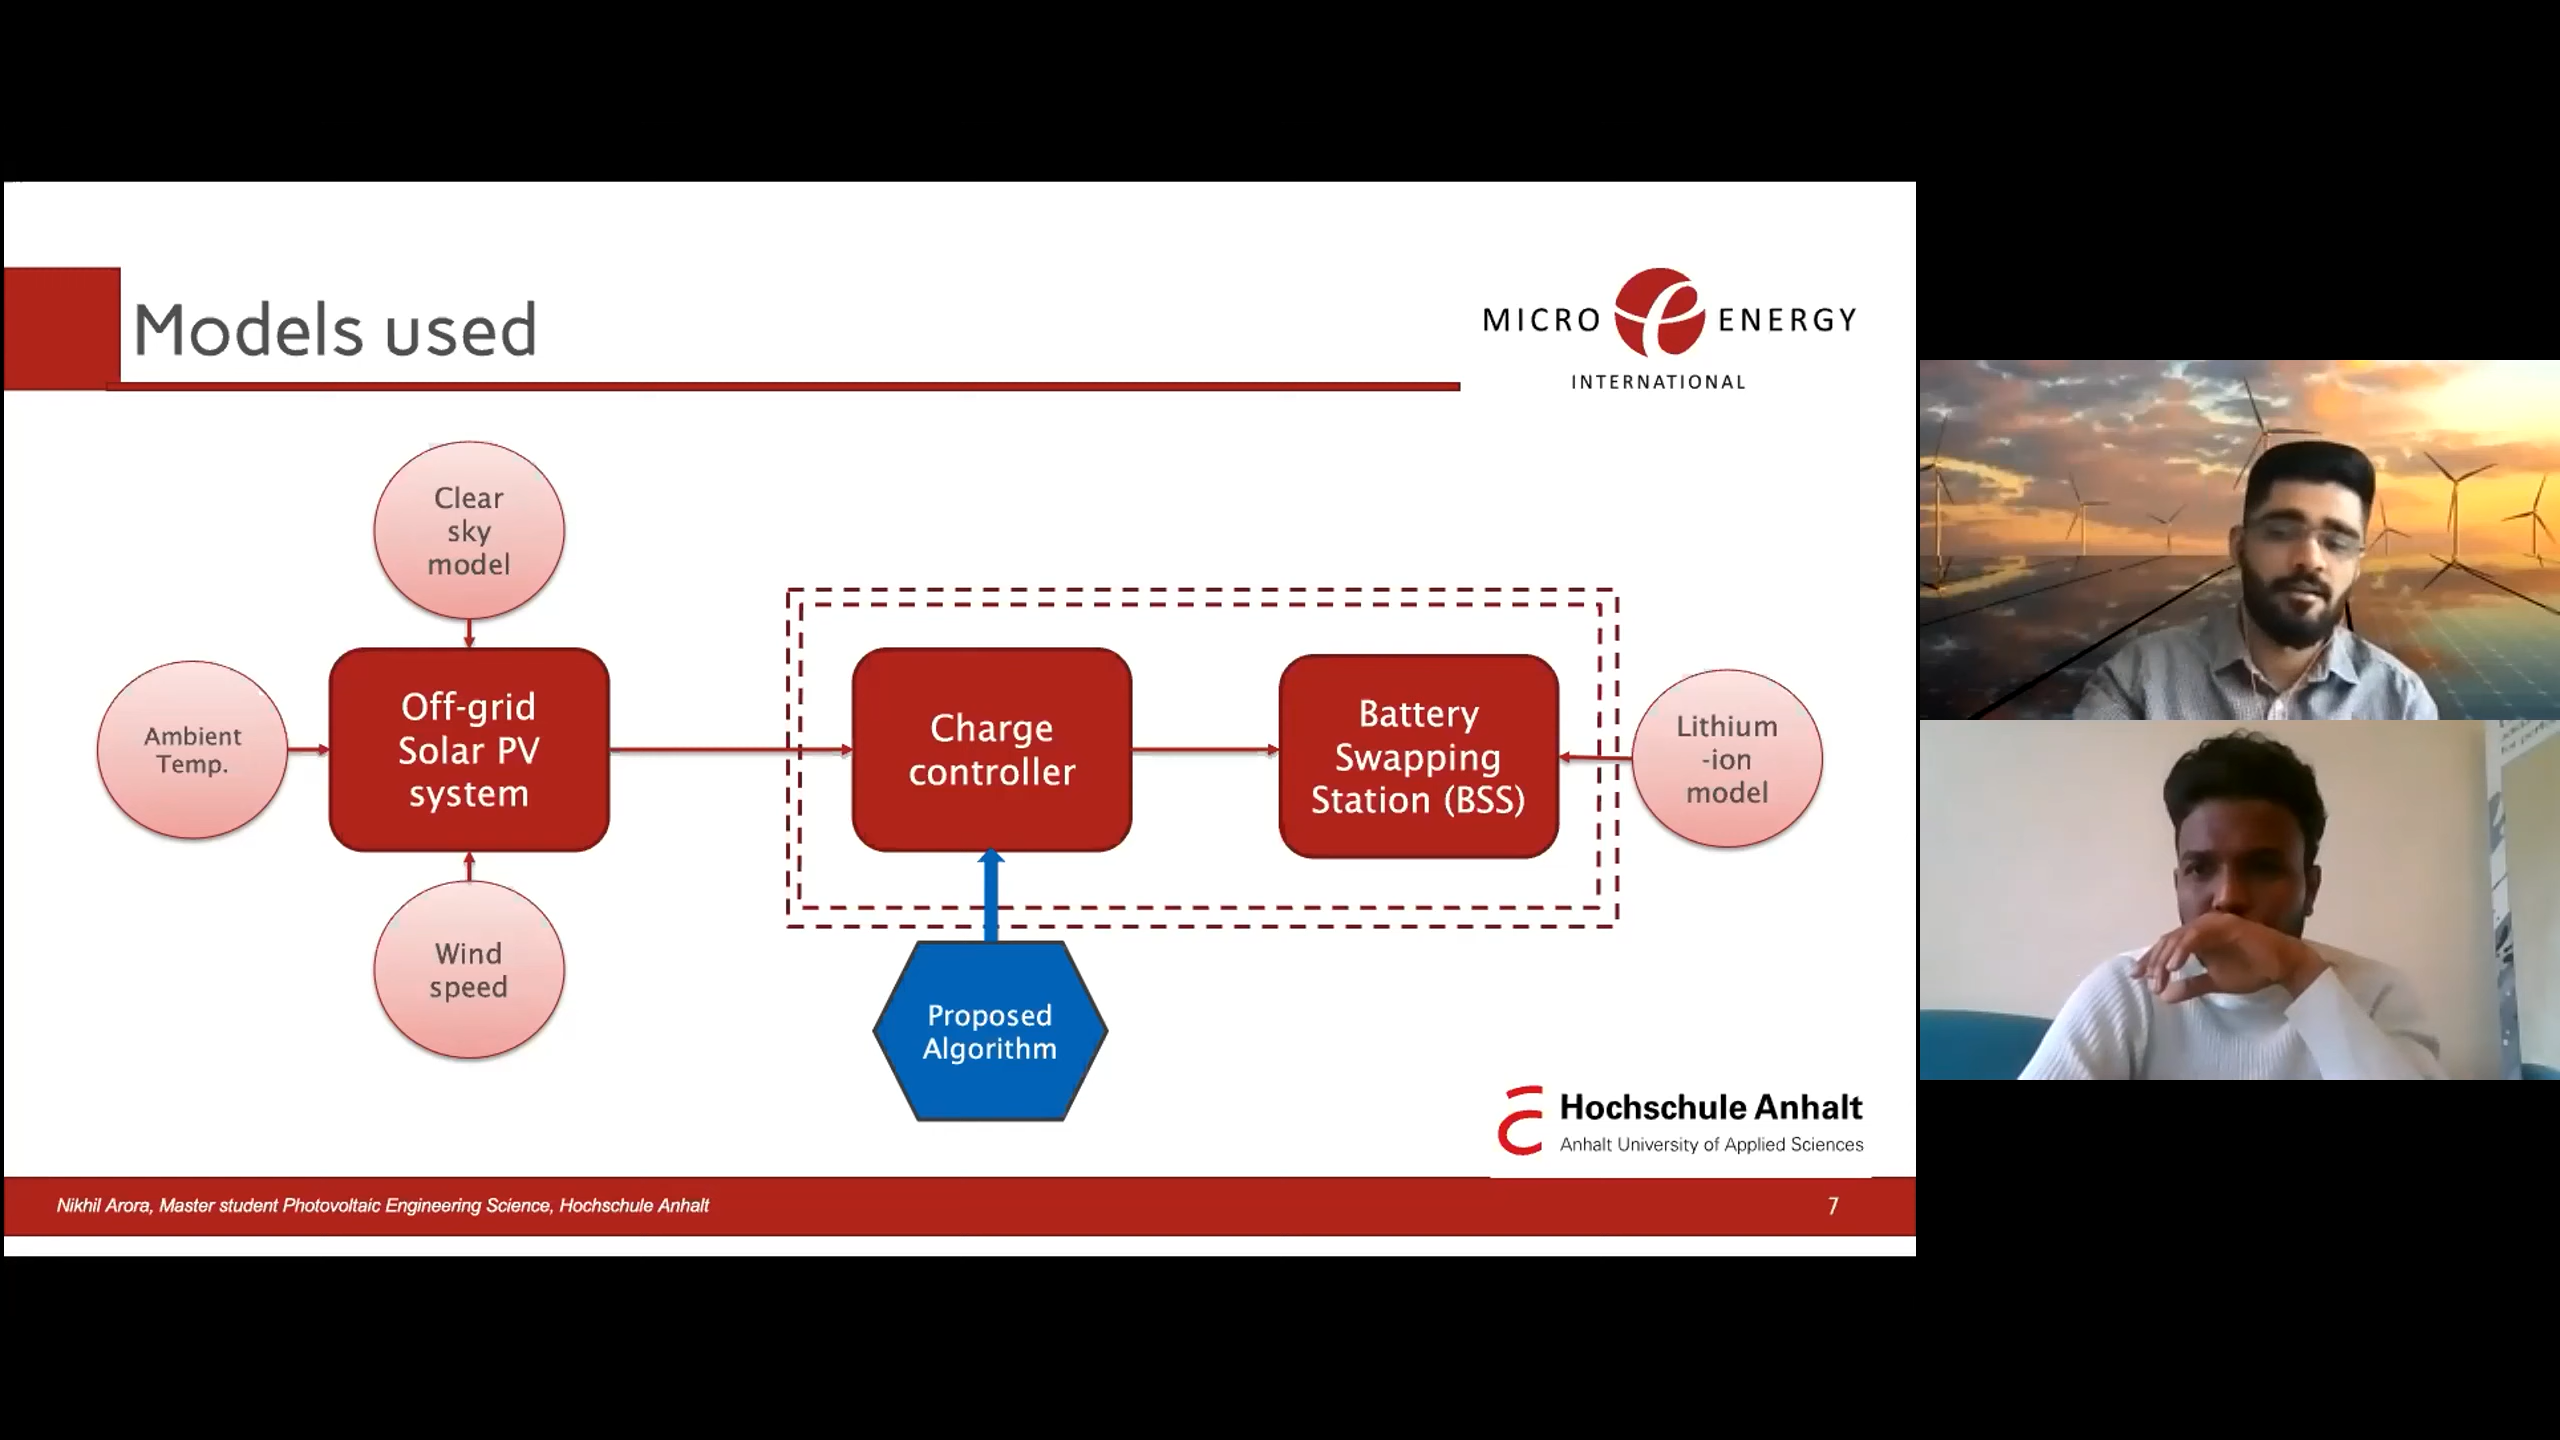 Models used
MICRO ENERGY
INTERNATIONAL
Clear
sky
model
Ambient
Temp.
Off-grid
Solar PV
system
Wind
speed
Charge
controller
Battery
Swapping
Station (BSS)
Lithium
-ion
model
Proposed
Algorithm
Hochschule Anhalt
Anhalt University of Applied Sciences
Nikhil Arora, Master student Photovoltaic Engineering Science, Hochschule Anhalt
7